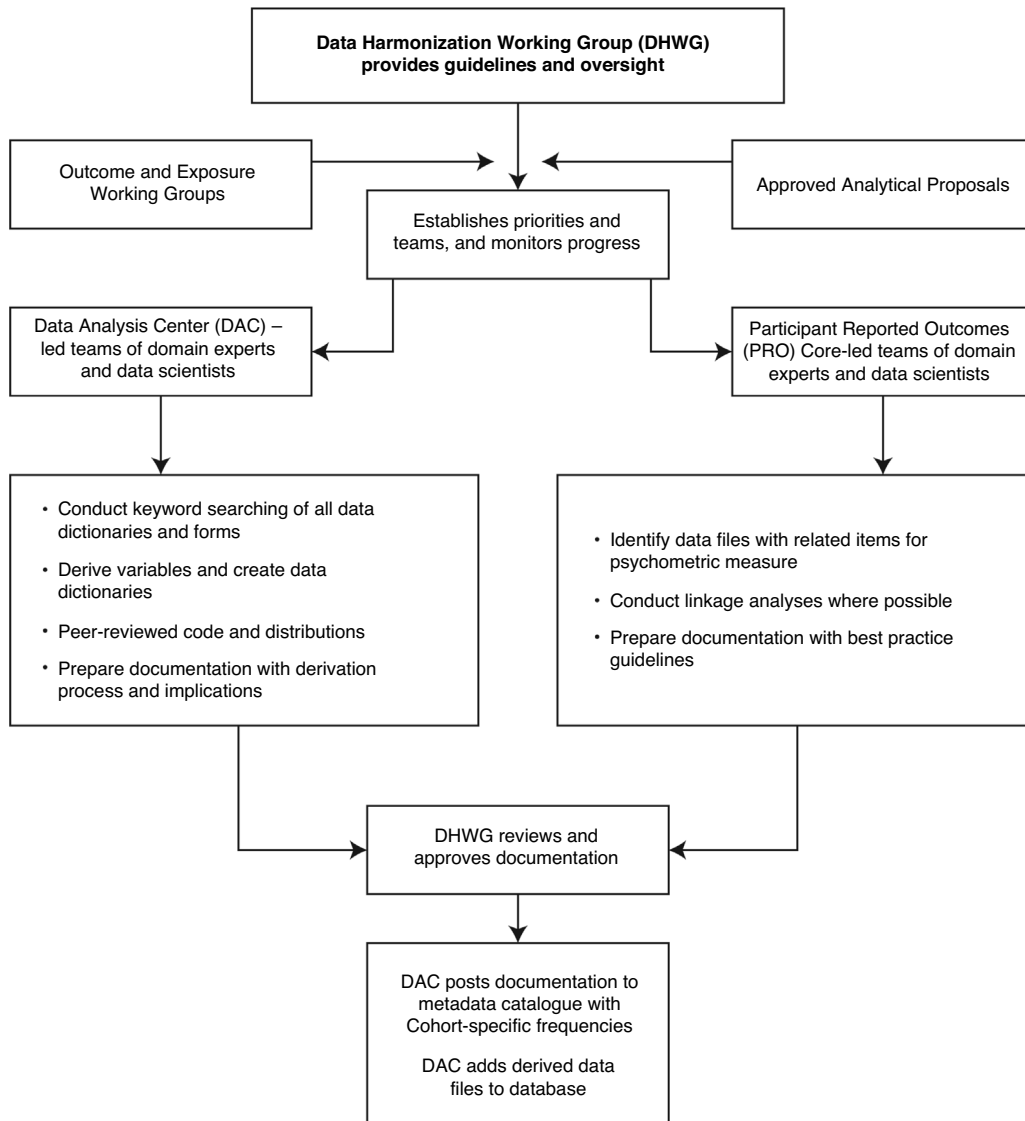 Data Harmonization Working Group (DHWG)
provides guidelines and oversight
Outcome and Exposure
Working Groups
Approved Analytical Proposals
Establishes priorities and
teams, and monitors progress
Data Analysis Center (DAC) –
led teams of domain experts
and data scientists
Participant Reported Outcomes
(PRO) Core-led teams of domain
experts and data scientists
• Conduct keyword searching of all data
dictionaries and forms
• Derive variables and create data
dictionaries
• Peer-reviewed code and distributions
• Prepare documentation with derivation
process and implications
• Identify data files with related items for
psychometric measure
• Conduct linkage analyses where possible
• Prepare documentation with best practice
guidelines
DHWG reviews and
approves documentation
DAC posts documentation to
metadata catalogue with
Cohort-specific frequencies
DAC adds derived data
files to database